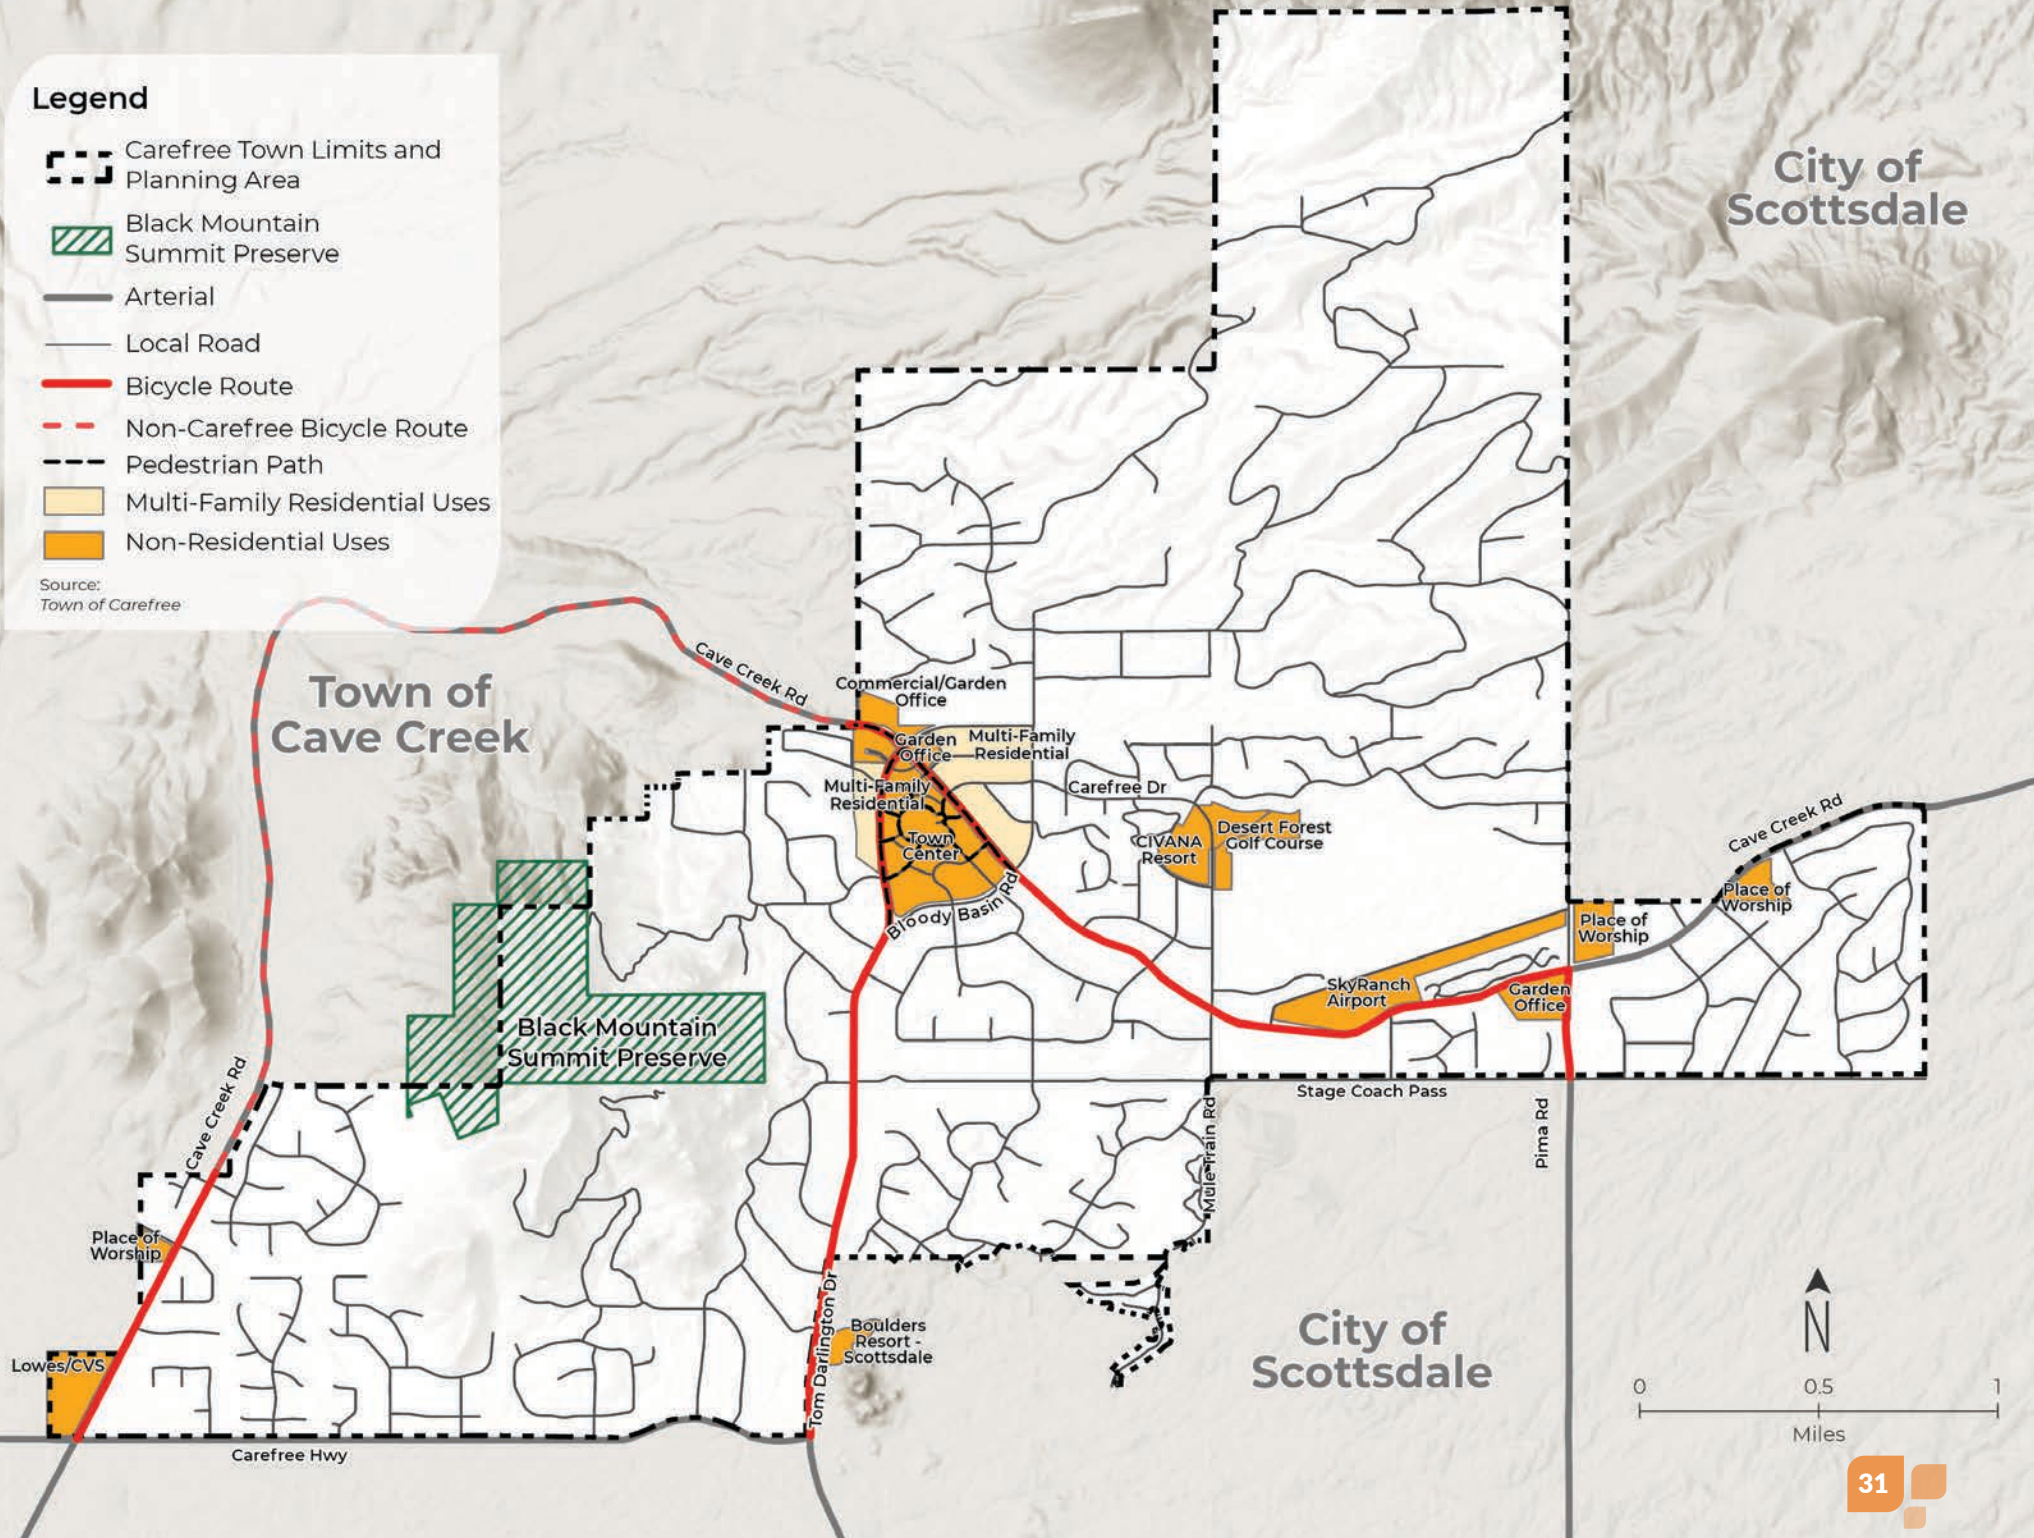 Legend
Carefree Town Limits and
Planning Area
Black Mountain
Summit Preserve
Arterial
Local Road
Bicycle Route
Non-Carefree Bicycle Route
Pedestrian Path
Multi-Family Residential Uses
Non-Residential Uses
Source:
Town of Carefree
City of
Scottsdale
Town of
Cave Creek
Cave Creek Rd
Commercial/Garden
Office
Garden
Office
Multi-Family
Residential
Multi-Family
Residential
Carefree Dr
Town
Center
CIVANA
Resort
Desert Forest
Golf Course
Cave Creek Rd
Place of
Worship
Place of
Worship
Bloody Basin Rd
SkyRanch
Airport
Garden
Office
Black Mountain
Summit Preserve
Stage Coach Pass
Cave Creek Rd
Mule Train Rd
Pima Rd
Place of
Worship
Tom Darlington Dr
Boulders
Resort -
Scottsdale
City of
Scottsdale
Lowes/CVS
Carefree Hwy
N
0 0.5 1
Miles
31